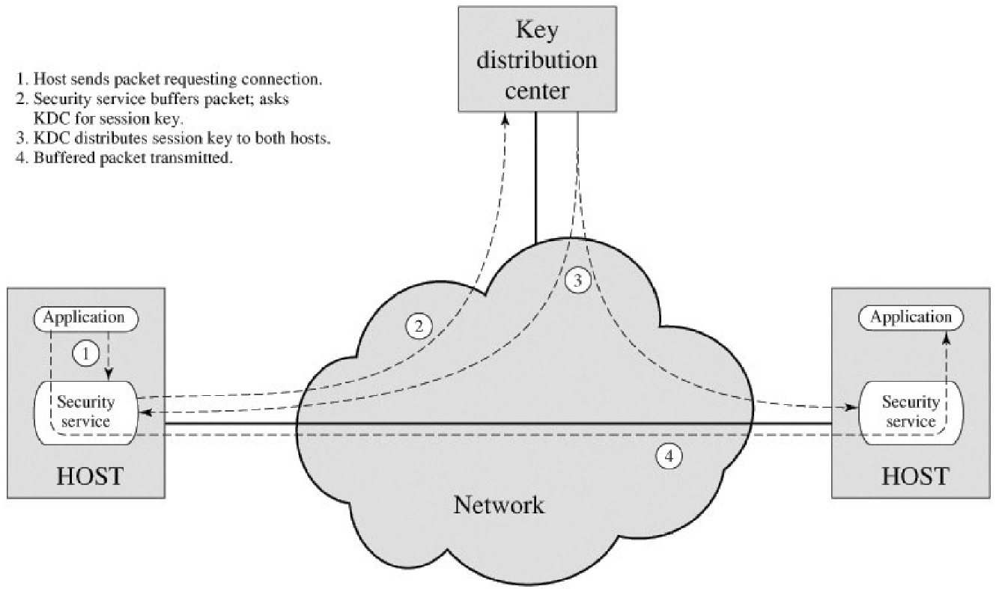 Key
distribution
center
1. Host sends packet requesting connection.
2. Security service buffers packet; asks
KDC for session key.
3. KDC distributes session key to both hosts.
4. Buffered packet transmitted.
3
2
Application
1
Security
service
HOST
Application
Security
service
HOST
4
Network